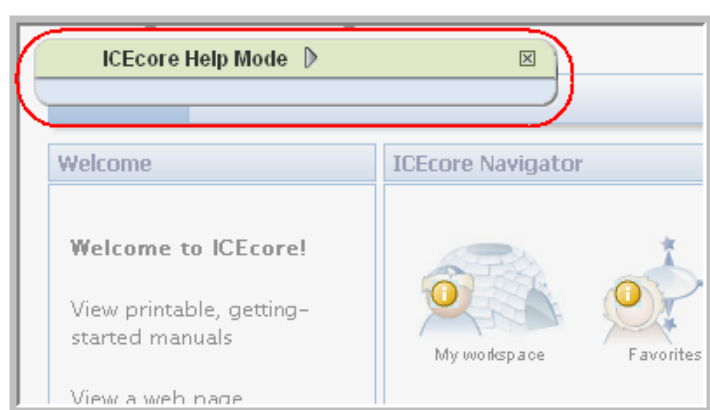 ICEcore Help Mode
Welcome
ICEcore Navigator
Welcome to ICEcore!
View printable, getting-
started manuals
View a web page
My workspace
Favorites